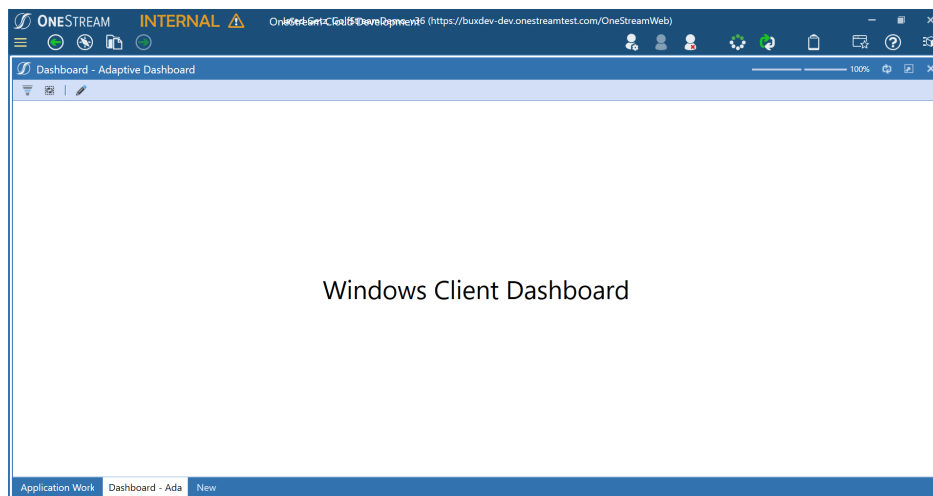 ONESTREAM INTERNAL (https://buxdev-dev.onestreamtest.com/OneStreamWeb)
Dashboard - Adaptive Dashboard 100%
Windows Client Dashboard
Application Work Dashboard - Ada New